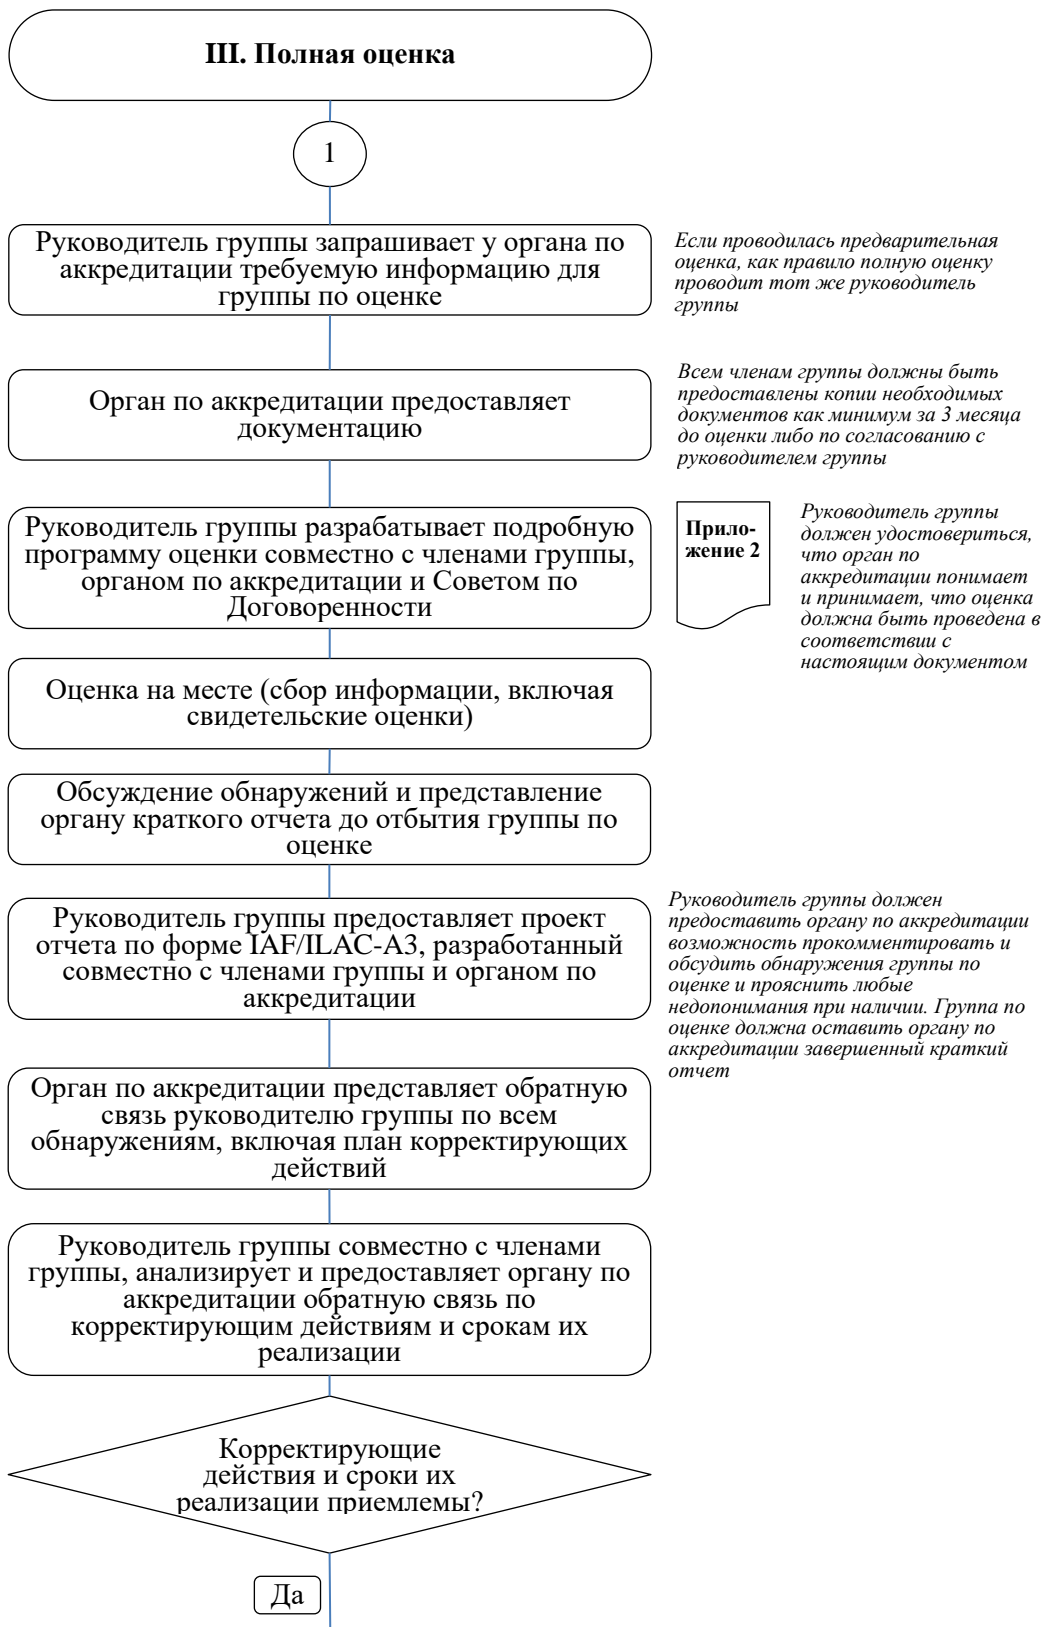 III. Полная оценка
1
Руководитель группы запрашивает у органа по
аккредитации требуемую информацию для
группы по оценке
Если проводилась предварительная
оценка, как правило полную оценку
проводит тот же руководитель
группы
Орган по аккредитации предоставляет
документацию
Всем членам группы должны быть
предоставлены копии необходимых
документов как минимум за 3 месяца
до оценки либо по согласованию с
руководителем группы
Руководитель группы разрабатывает подробную
программу оценки совместно с членами группы,
органом по аккредитации и Советом по
Договоренности
Прило-
жение 2
Руководитель группы
должен удостовериться,
что орган по
аккредитации понимает
и принимает, что оценка
должна быть проведена в
соответствии с
настоящим документом
Оценка на месте (сбор информации, включая
свидетельские оценки)
Обсуждение обнаружений и представление
органу краткого отчета до отбытия группы по
оценке
Руководитель группы предоставляет проект
отчета по форме IAF/ILAC-A3, разработанный
совместно с членами группы и органом по
аккредитации
Руководитель группы должен
предоставить органу по аккредитации
возможность прокомментировать и
обсудить обнаружения группы по
оценке и прояснить любые
недопонимания при наличии. Группа по
оценке должна оставить органу по
аккредитации завершенный краткий
отчет
Орган по аккредитации представляет обратную
связь руководителю группы по всем
обнаружениям, включая план корректирующих
действий
Руководитель группы совместно с членами
группы, анализирует и предоставляет органу по
аккредитации обратную связь по
корректирующим действиям и срокам их
реализации
Корректирующие
действия и сроки их
реализации приемлемы?
Да